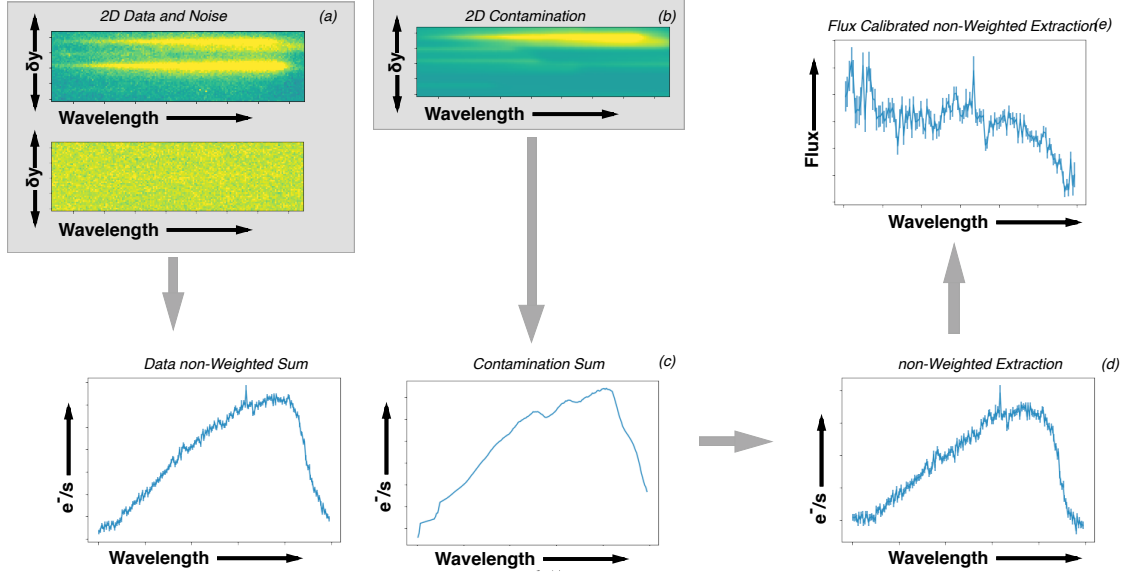 2D Data and Noise (a)
δy
Wavelength
δy
Wavelength
2D Contamination (b)
δy
Wavelength
Flux Calibrated non-Weighted Extraction (e)
Flux
Wavelength
Data non-Weighted Sum
e⁻/s
Wavelength
Contamination Sum (c)
e⁻/s
Wavelength
non-Weighted Extraction (d)
e⁻/s
Wavelength